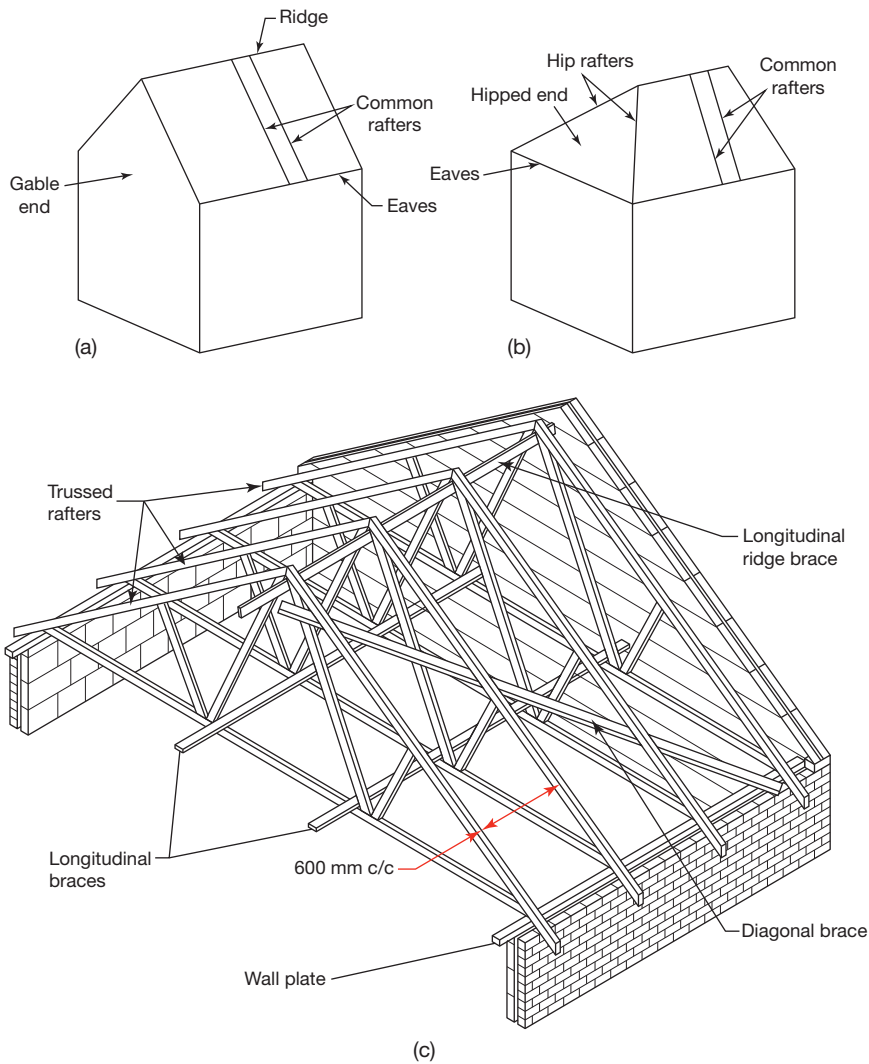 Ridge
Common
rafters
Gable
end
Eaves
(a)
Hip rafters
Hipped end
Common
rafters
Eaves
(b)
Trussed
rafters
Longitudinal
ridge brace
Longitudinal
braces
600 mm c/c
Diagonal brace
Wall plate
(c)